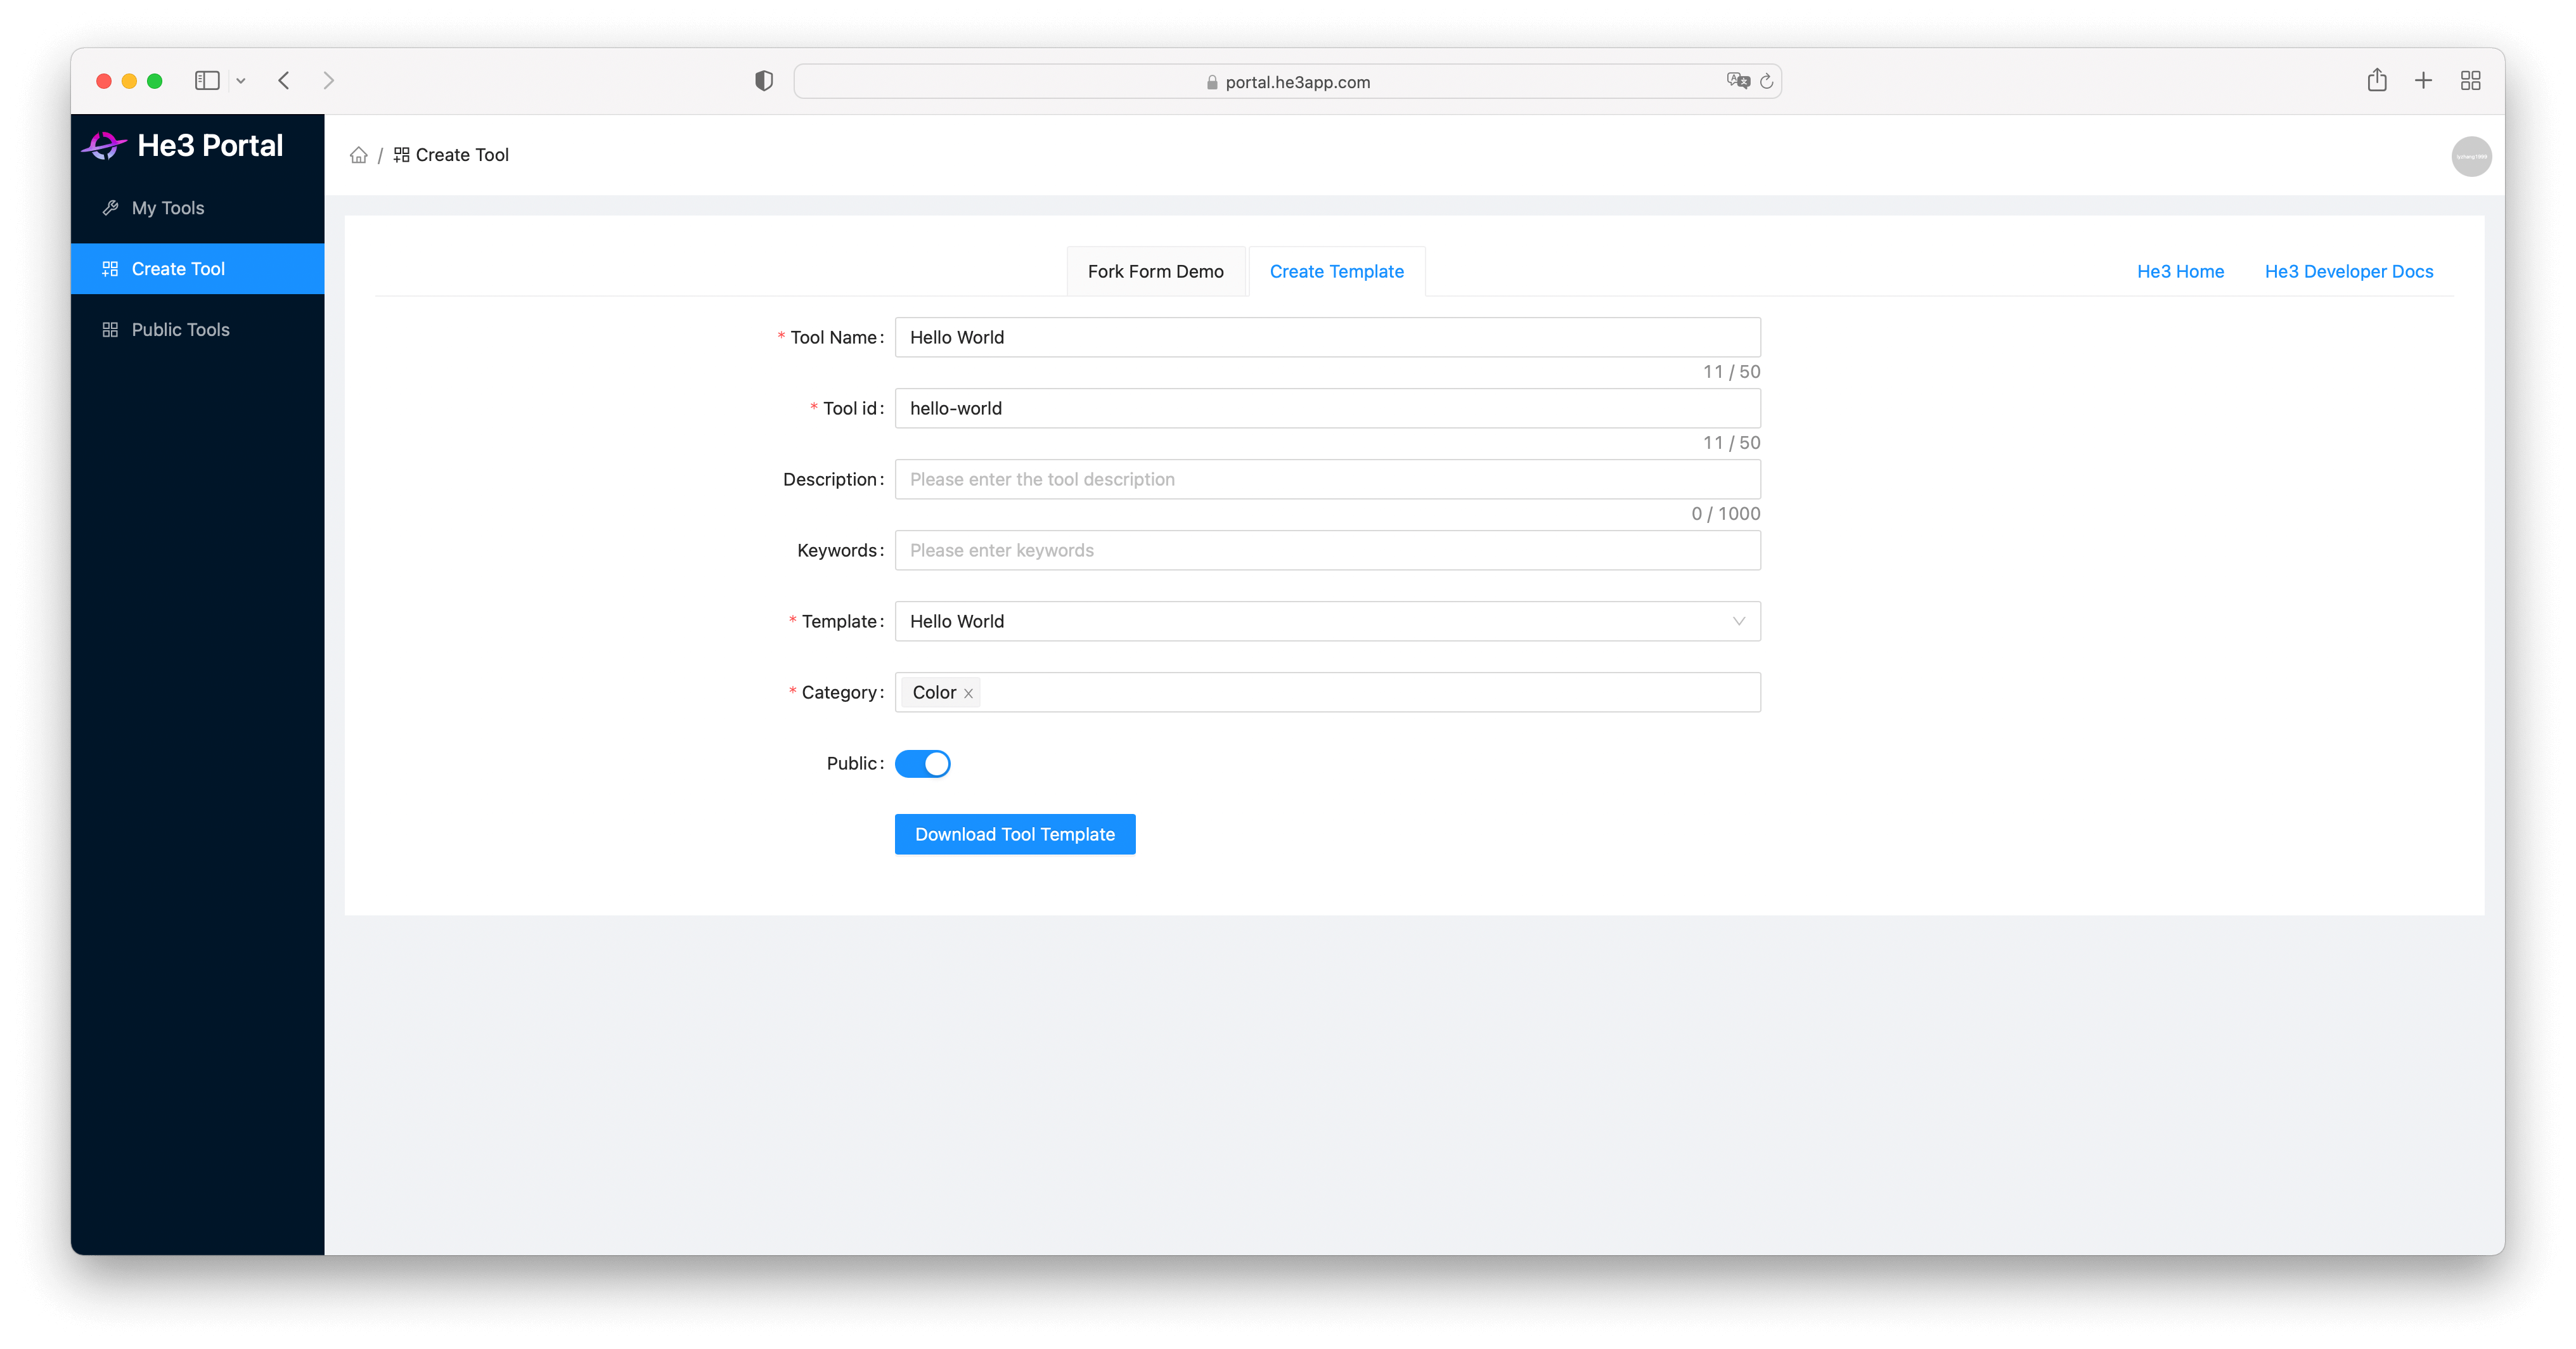 portal.he3app.com
He3 Portal
/ Create Tool
My Tools
Create Tool
Public Tools
Fork Form Demo
Create Template
He3 Home
He3 Developer Docs
* Tool Name: Hello World
11 / 50
* Tool id: hello-world
11 / 50
Description: Please enter the tool description
0 / 1000
Keywords: Please enter keywords
* Template: Hello World
* Category: Color ×
Public:
Download Tool Template